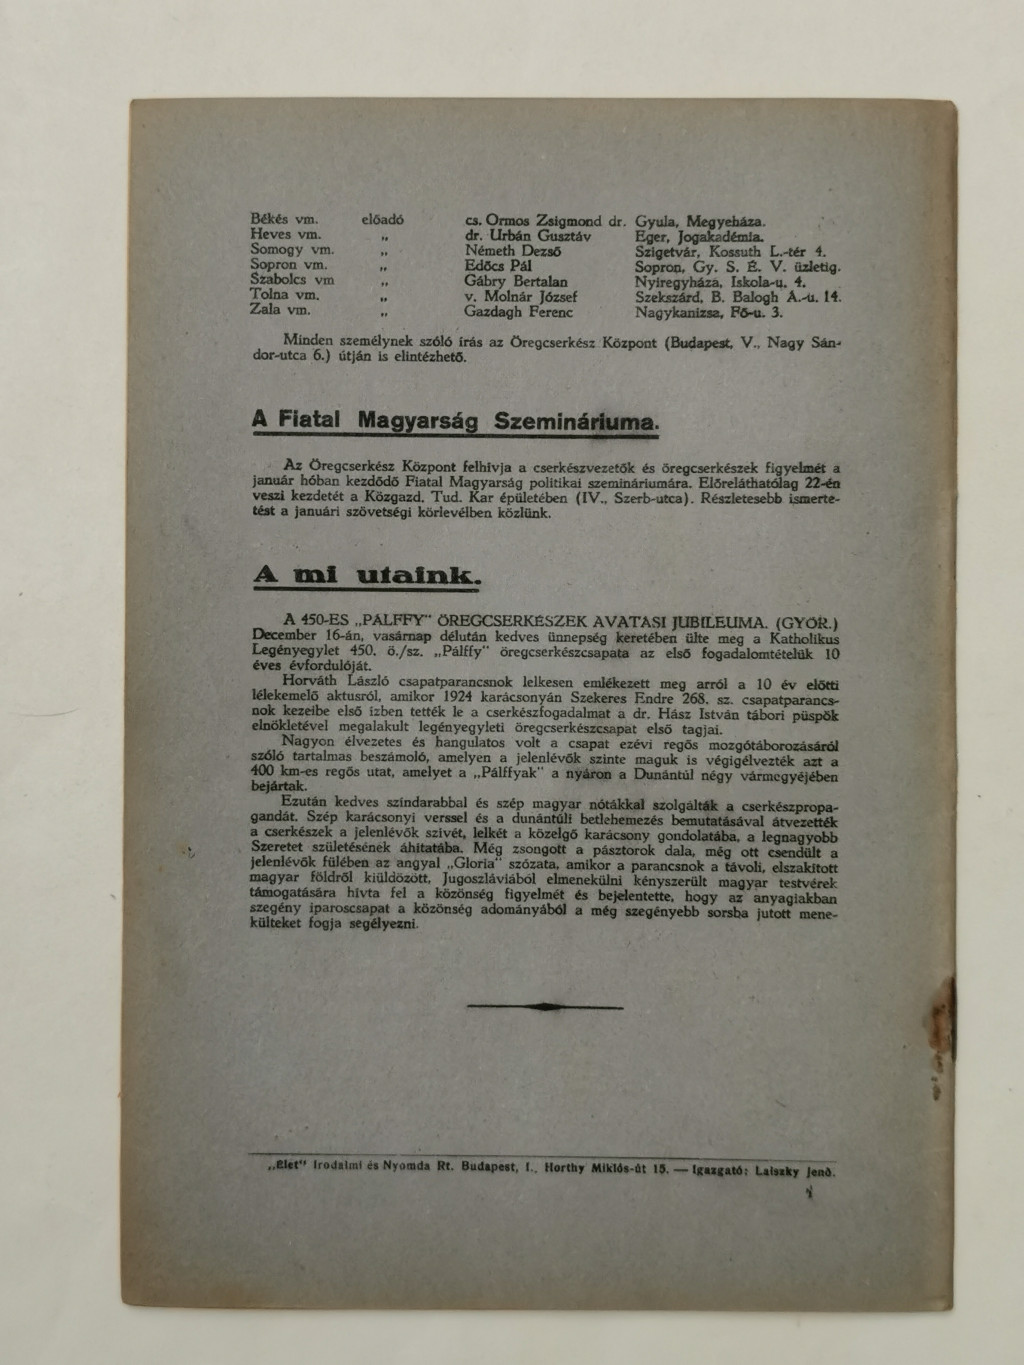 Békés vm. előadó cs. Ormos Zsigmond dr. Gyula, Megyeháza.
Heves vm. „ dr. Urbán Gusztáv Eger, Jogakadémia.
Somogy vm. „ Németh Dezső Szigetvár, Kossuth L.-tér 4.
Sopron vm. „ Edőcs Pál Sopron, Gy. S. É. V. üzletig.
Szabolcs vm „ Gábry Bertalan Nyiregyháza, Iskola-u. 4.
Tolna vm. „ v. Molnár József Szekszárd, B. Balogh A.-u. 14.
Zala vm. „ Gazdagh Ferenc Nagykanizsa, Fő-u. 3.
Minden személynek szóló írás az Öregcserkész Központ (Budapest, V., Nagy Sán-
dor-utca 6.) útján is elintézhető.
A Fiatal Magyarság Szemináriuma.
Az Öregcserkész Központ felhívja a cserkészvezetők és öregcserkészek figyelmét a
január hóban kezdődő Fiatal Magyarság politikai szemináriumára. Előreláthatólag 22-én
veszi kezdetét a Közgazd. Tud. Kar épületében (IV., Szerb-utca). Részletesebb ismerte-
tést a januári szövetségi körlevélben közlünk.
A mi utaink.
A 450-ES „PÁLFFY" ÖREGCSERKÉSZEK AVATASI JUBILEUMA. (GYŐR.)
December 16-án, vasárnap délután kedves ünnepség keretében ülte meg a Katholikus
Legényegylet 450. ö./sz. „Pálffy" öregcserkészcsapata az első fogadalomtételük 10
éves évfordulóját.
Horváth László csapatparancsnok lelkesen emlékezett meg arról a 10 év előtti
lélekemelő aktusról, amikor 1924 karácsonyán Szekeres Endre 268. sz. csapatparancs-
nok kezeibe első ízben tették le a cserkészfogadalmat a dr. Hász István tábori püspök
elnökletével megalakult legényegyleti öregcserkészcsapat első tagjai.
Nagyon élvezetes és hangulatos volt a csapat ezévi regős mozgótáborozásáról
szóló tartalmas beszámoló, amelyen a jelenlévők szinte maguk is végigélvezték azt a
400 km-es regős utat, amelyet a „Pálffyak" a nyáron a Dunántúl négy vármegyéjében
bejártak.
Ezután kedves színdarabbal és szép magyar nótákkal szolgálták a cserkészpropa-
gandát. Szép karácsonyi verssel és a dunántúli betlehemezés bemutatásával átvezették
a cserkészek a jelenlévők szivét, lelkét a közelgő karácsony gondolatába, a legnagyobb
Szeretet születésének áhitatába. Még zsongott a pásztorok dala, még ott csendült a
jelenlévők fülében az angyal „Gloria" szózata, amikor a parancsnok a távoli, elszakított
magyar földről kiüldözött, Jugoszláviából elmenekülni kényszerült magyar testvérek
támogatására hívta fel a közönség figyelmét és bejelentette, hogy az anyagiakban
szegény iparoscsapat a közönség adományából a még szegényebb sorsba jutott mene-
külteket fogja segélyezni.
„Élet" Irodalmi és Nyomda Rt. Budapest, I., Horthy Miklós-út 15. — Igazgató: Laiszky Jenő.